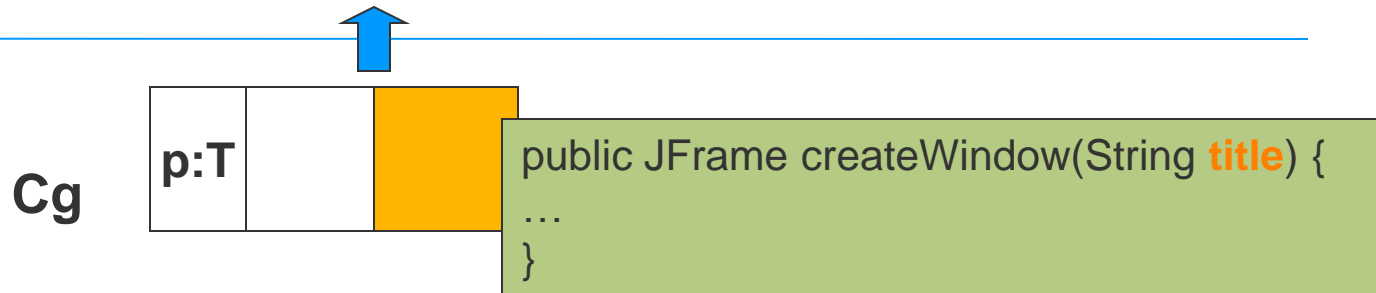 Cg
p:T
public JFrame createWindow(String title) {
…
}